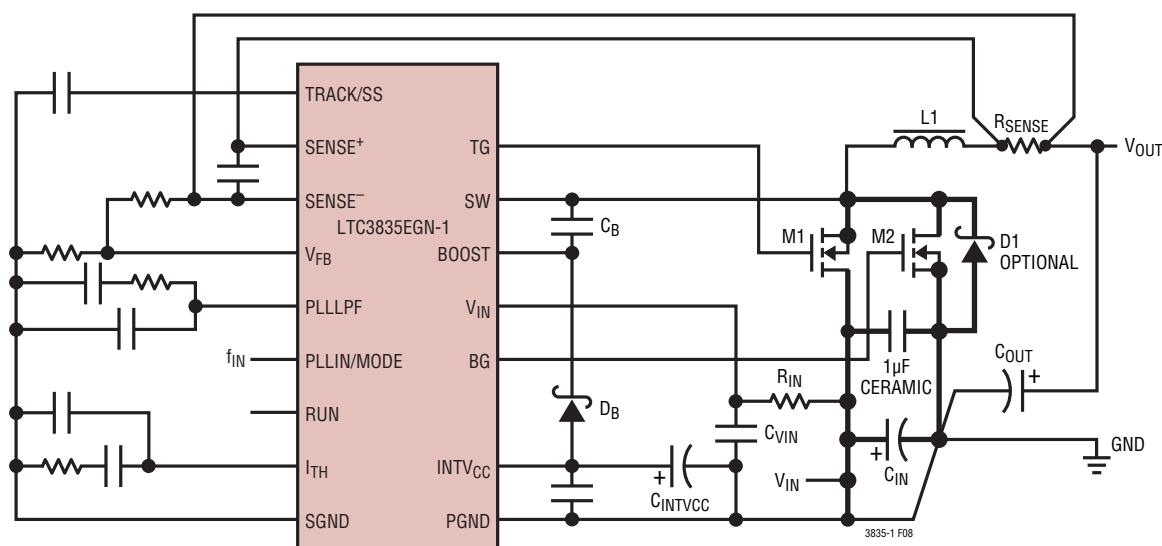 TRACK/SS
L1
RSENSE
SENSE+
TG
VOUT
SENSE–
SW
LTC3835EGN-1
CB
M1
M2
D1
OPTIONAL
VFB
BOOST
PLLLPF
VIN
fIN
PLLIN/MODE
BG
1µF
CERAMIC
COUT
+
RIN
RUN
DB
CVIN
GND
ITH
INTVCC
+
CINTVCC
VIN
+
CIN
SGND
PGND
3835-1 F08